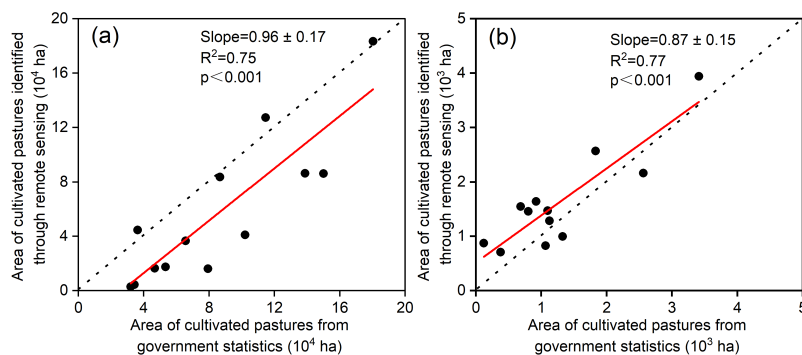 (a)
Slope=0.96 ± 0.17
R²=0.75
p＜0.001
Area of cultivated pastures identified
through remote sensing (10⁴ ha)
20
16
12
8
4
0
0 4 8 12 16 20
Area of cultivated pastures from
government statistics (10⁴ ha)
(b)
Slope=0.87 ± 0.15
R²=0.77
p＜0.001
Area of cultivated pastures identified
through remote sensing (10³ ha)
5
4
3
2
1
0
0 1 2 3 4 5
Area of cultivated pastures from
government statistics (10³ ha)